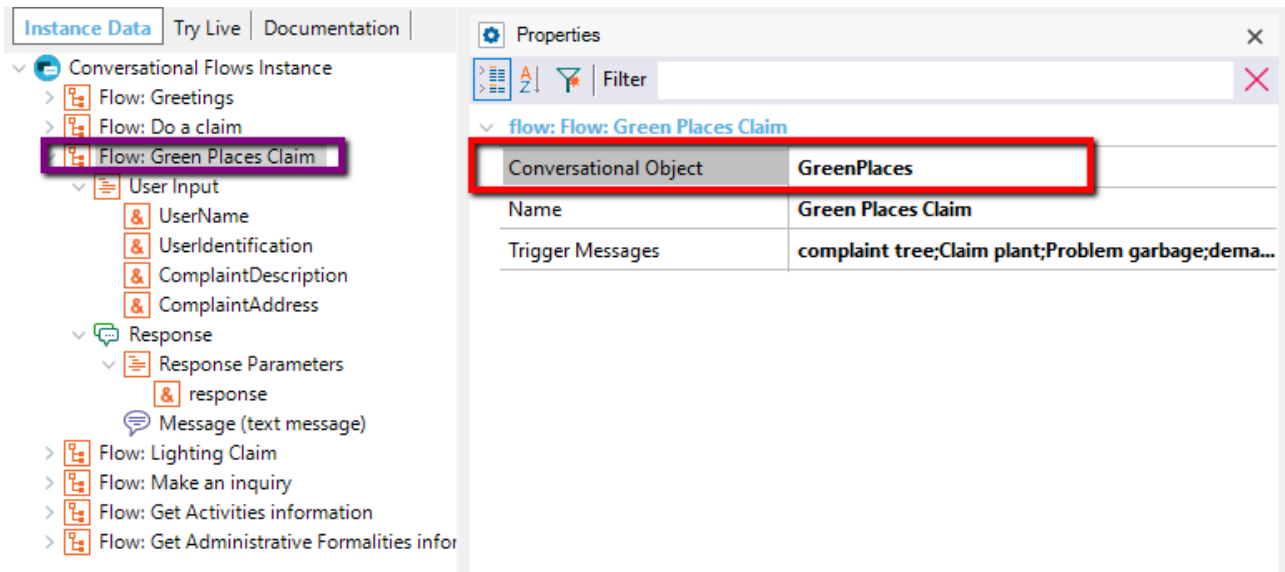 Instance Data Try Live Documentation
Conversational Flows Instance
Flow: Greetings
Flow: Do a claim
Flow: Green Places Claim
User Input
UserName
UserIdentification
ComplaintDescription
ComplaintAddress
Response
Response Parameters
response
Message (text message)
Flow: Lighting Claim
Flow: Make an inquiry
Flow: Get Activities information
Flow: Get Administrative Formalities infor
Properties
Filter
flow: Flow: Green Places Claim
Conversational Object GreenPlaces
Name Green Places Claim
Trigger Messages complaint tree;Claim plant;Problem garbage;dema...